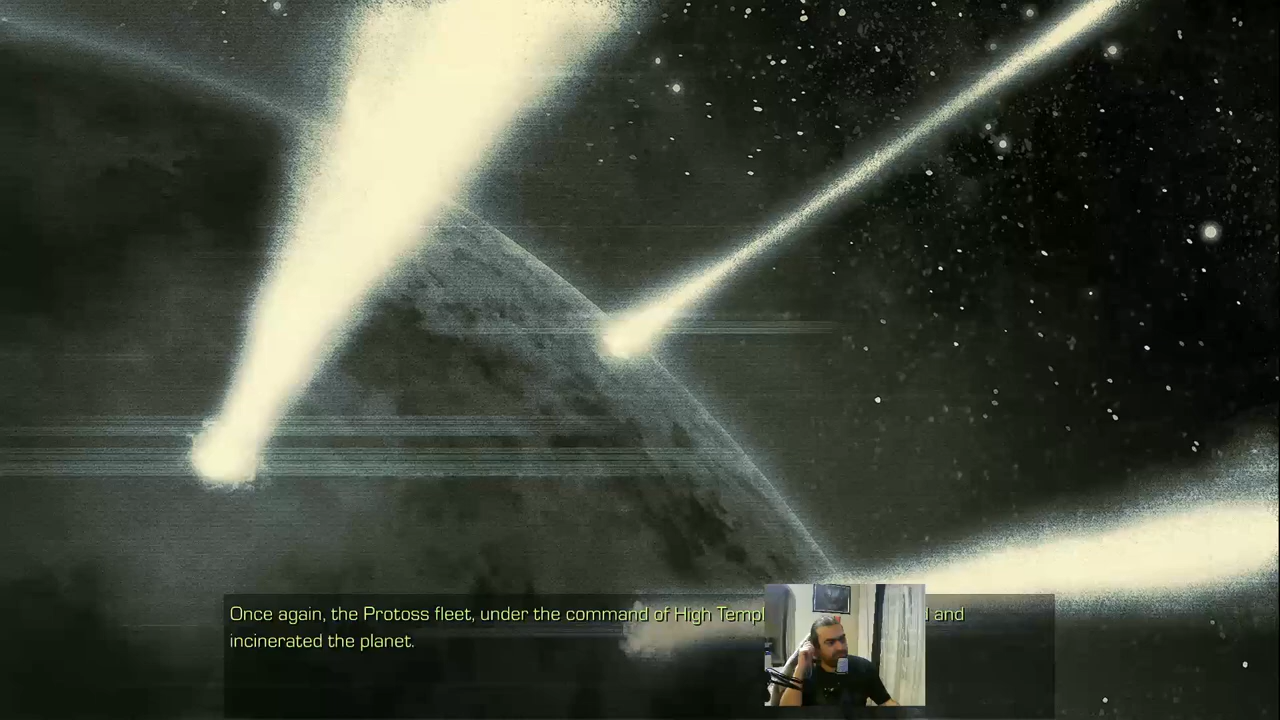 Once again, the Protoss fleet, under the command of High Templ and
incinerated the planet.